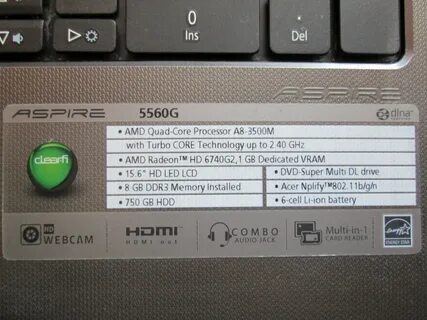 0
Ins
.
Del
ASPIRE
ASPIRE 5560G
dlna
clear.fi
• AMD Quad-Core Processor A8-3500M
with Turbo CORE Technology up to 2.40 GHz
• AMD Radeon™ HD 6740G2,1 GB Dedicated VRAM
• 15.6" HD LED LCD
• DVD-Super Multi DL drive
• 8 GB DDR3 Memory Installed
• Acer Nplify™802.11b/g/n
• 750 GB HDD
• 6-cell Li-ion battery
HD
WEBCAM
HDMI
HDMI out
COMBO
AUDIO JACK
Multi-in-1
CARD READER
ENERGY STAR